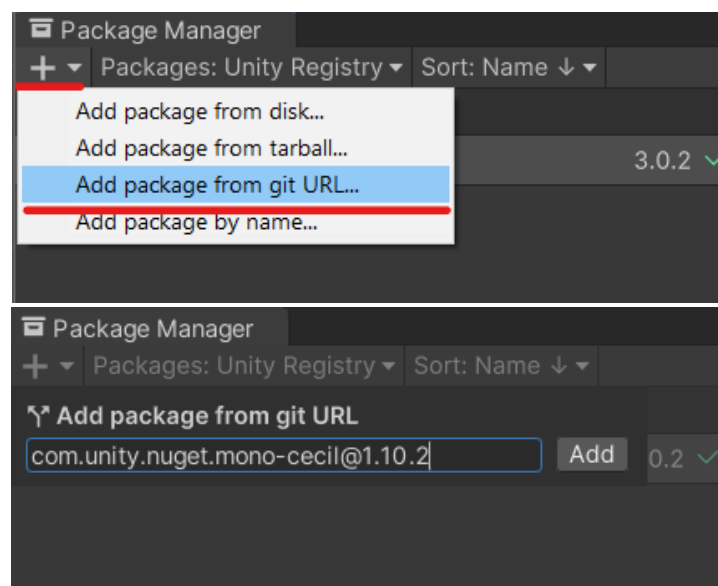 Package Manager
+ Packages: Unity Registry Sort: Name ↓
Add package from disk...
Add package from tarball...
3.0.2
Add package from git URL...
Add package by name...
Package Manager
+ Packages: Unity Registry Sort: Name ↓
Add package from git URL
com.unity.nuget.mono-cecil@1.10.2 Add 0.2